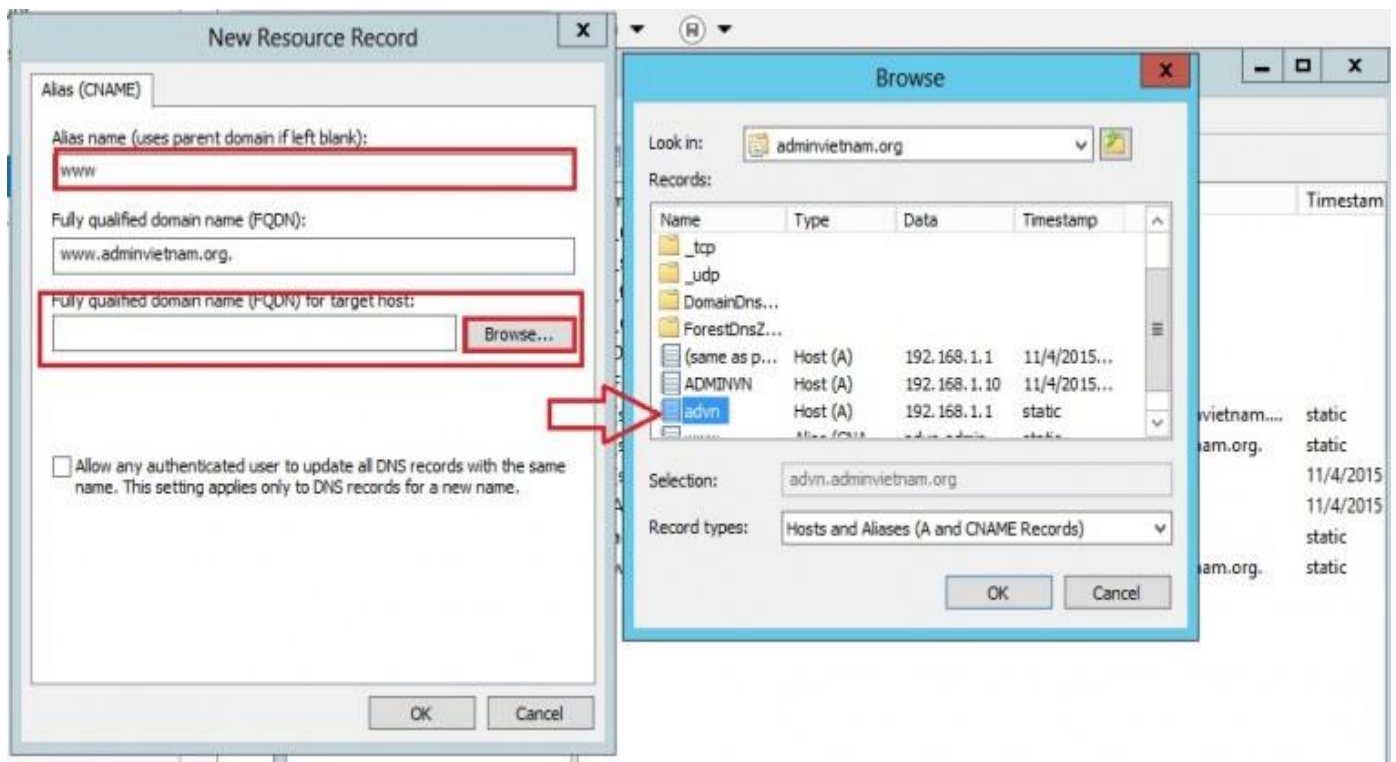 New Resource Record
x
Alias (CNAME)
Alias name (uses parent domain if left blank):
www
Fully qualified domain name (FQDN):
www.adminvietnam.org.
Fully qualified domain name (FQDN) for target host:
Browse...
Allow any authenticated user to update all DNS records with the same
name. This setting applies only to DNS records for a new name.
OK Cancel
Browse
x
Look in: adminvietnam.org
Records:
Name Type Data Timestamp
_tcp
_udp
DomainDns...
ForestDnsZ...
(same as p... Host (A) 192.168.1.1 11/4/2015...
ADMINVN Host (A) 192.168.1.10 11/4/2015...
advn Host (A) 192.168.1.1 static
Selection: advn.adminvietnam.org
Record types: Hosts and Aliases (A and CNAME Records)
OK Cancel
x
Timestam
vietnam.... static
am.org. static
11/4/2015
11/4/2015
static
am.org. static